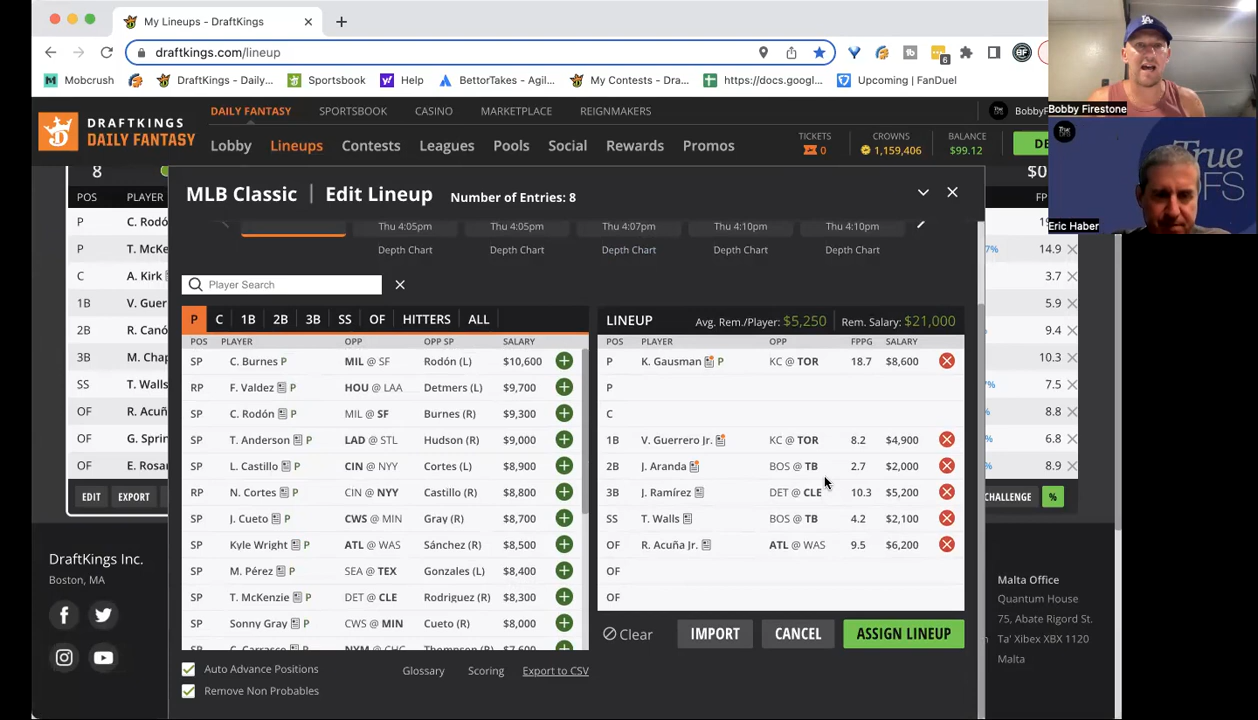 My Lineups - DraftKings
draftkings.com/lineup
6
Mobcrush
DraftKings - Daily...
Sportsbook
Help
BettorTakes - Agil...
My Contests - Dra...
https://docs.googl...
Upcoming | FanDuel
Bobby Firestone
Eric Haber
DRAFTKINGS
DAILY FANTASY
DAILY FANTASY SPORTSBOOK CASINO MARKETPLACE REIGNMAKERS
Lobby Lineups Contests Leagues Pools Social Rewards Promos
TICKETS CROWNS BALANCE
0 1,159,406 $99.12
8
POS PLAYER
P C. Rodó
P T. McKe
C A. Kirk
1B V. Guer
2B R. Canó
3B M. Chap
SS T. Walls
OF R. Acuña
OF G. Sprin
OF E. Rosar
EDIT EXPORT
14.9
3.7
5.9
9.4
10.3
7.5
8.8
6.8
8.9
CHALLENGE %
MLB Classic | Edit Lineup Number of Entries: 8
Thu 4:05pm Thu 4:05pm Thu 4:07pm Thu 4:10pm Thu 4:10pm
Depth Chart Depth Chart Depth Chart Depth Chart Depth Chart
Player Search
P C 1B 2B 3B SS OF HITTERS ALL
POS PLAYER OPP OPP SP SALARY
SP C. Burnes P MIL @ SF Rodón (L) $10,600
RP F. Valdez P HOU @ LAA Detmers (L) $9,700
SP C. Rodón P MIL @ SF Burnes (R) $9,300
SP T. Anderson P LAD @ STL Hudson (R) $9,000
SP L. Castillo P CIN @ NYY Cortes (L) $8,900
RP N. Cortes P CIN @ NYY Castillo (R) $8,800
SP J. Cueto P CWS @ MIN Gray (R) $8,700
SP Kyle Wright P ATL @ WAS Sánchez (R) $8,500
SP M. Pérez P SEA @ TEX Gonzales (L) $8,400
SP T. McKenzie P DET @ CLE Rodriguez (R) $8,300
SP Sonny Gray P CWS @ MIN Cueto (R) $8,000
LINEUP Avg. Rem./Player: $5,250 Rem. Salary: $21,000
POS PLAYER OPP FPPG SALARY
P K. Gausman P KC @ TOR 18.7 $8,600
P
C
1B V. Guerrero Jr. KC @ TOR 8.2 $4,900
2B J. Aranda BOS @ TB 2.7 $2,000
3B J. Ramírez DET @ CLE 10.3 $5,200
SS T. Walls BOS @ TB 4.2 $2,100
OF R. Acuña Jr. ATL @ WAS 9.5 $6,200
OF
OF
Clear IMPORT CANCEL ASSIGN LINEUP
Auto Advance Positions Glossary Scoring Export to CSV
Remove Non Probables
DraftKings Inc.
Boston, MA
Malta Office
Quantum House
75, Abate Rigord St.
Ta' Xibex XBX 1120
Malta